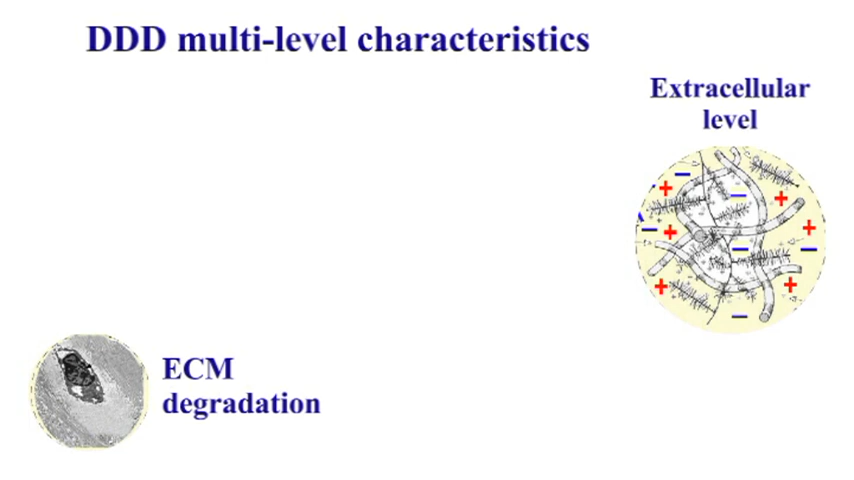 DDD multi-level characteristics
Extracellular
level
ECM
degradation